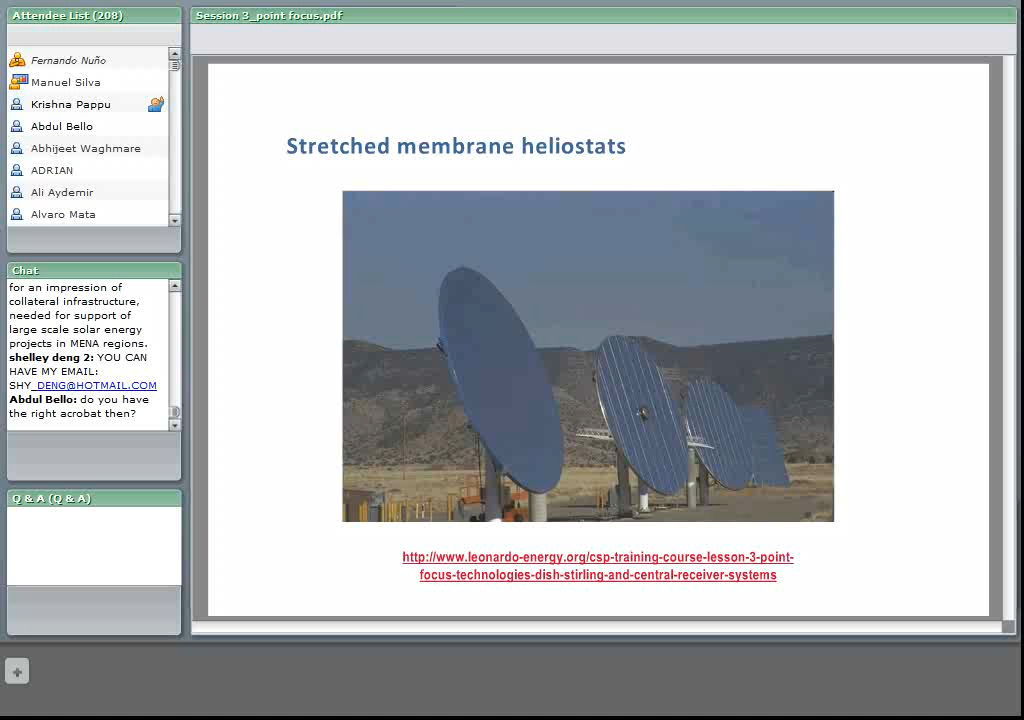 Attendee List (208)
Fernando Nuño
Manuel Silva
Krishna Pappu
Abdul Bello
Abhijeet Waghmare
ADRIAN
Ali Aydemir
Alvaro Mata
Chat
for an impression of
collateral infrastructure,
needed for support of
large scale solar energy
projects in MENA regions.
shelley deng 2: YOU CAN
HAVE MY EMAIL:
SHY_DENG@HOTMAIL.COM
Abdul Bello: do you have
the right acrobat then?
Q & A (Q & A)
Session 3_point focus.pdf
Stretched membrane heliostats
http://www.leonardo-energy.org/csp-training-course-lesson-3-point-
focus-technologies-dish-stirling-and-central-receiver-systems